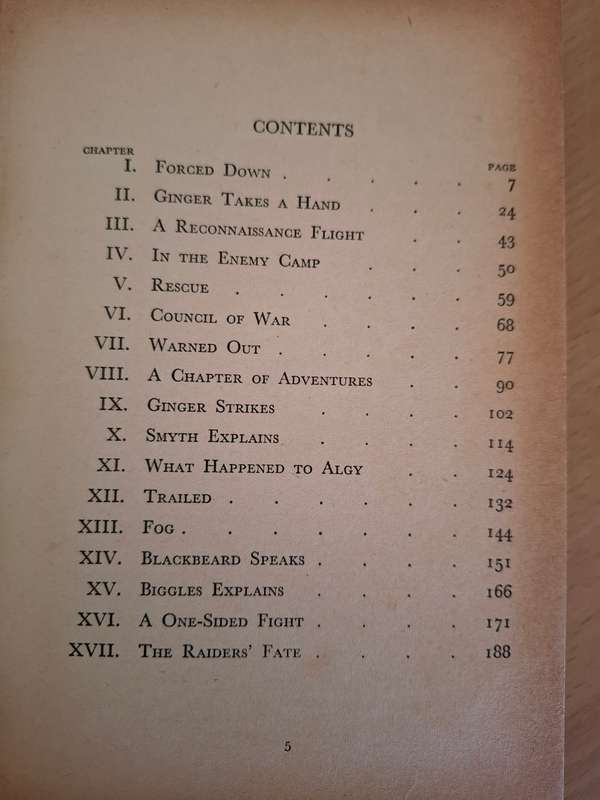 CONTENTS
CHAPTER PAGE
I. Forced Down . . . . . 7
II. Ginger Takes a Hand . . . 24
III. A Reconnaissance Flight . . 43
IV. In the Enemy Camp . . . 50
V. Rescue . . . . . . 59
VI. Council of War . . . . 68
VII. Warned Out . . . . . 77
VIII. A Chapter of Adventures . . 90
IX. Ginger Strikes . . . . 102
X. Smyth Explains . . . . 114
XI. What Happened to Algy . . 124
XII. Trailed . . . . . . 132
XIII. Fog . . . . . . . 144
XIV. Blackbeard Speaks . . . . 151
XV. Biggles Explains . . . . 166
XVI. A One-Sided Fight . . . . 171
XVII. The Raiders' Fate . . . . 188
5